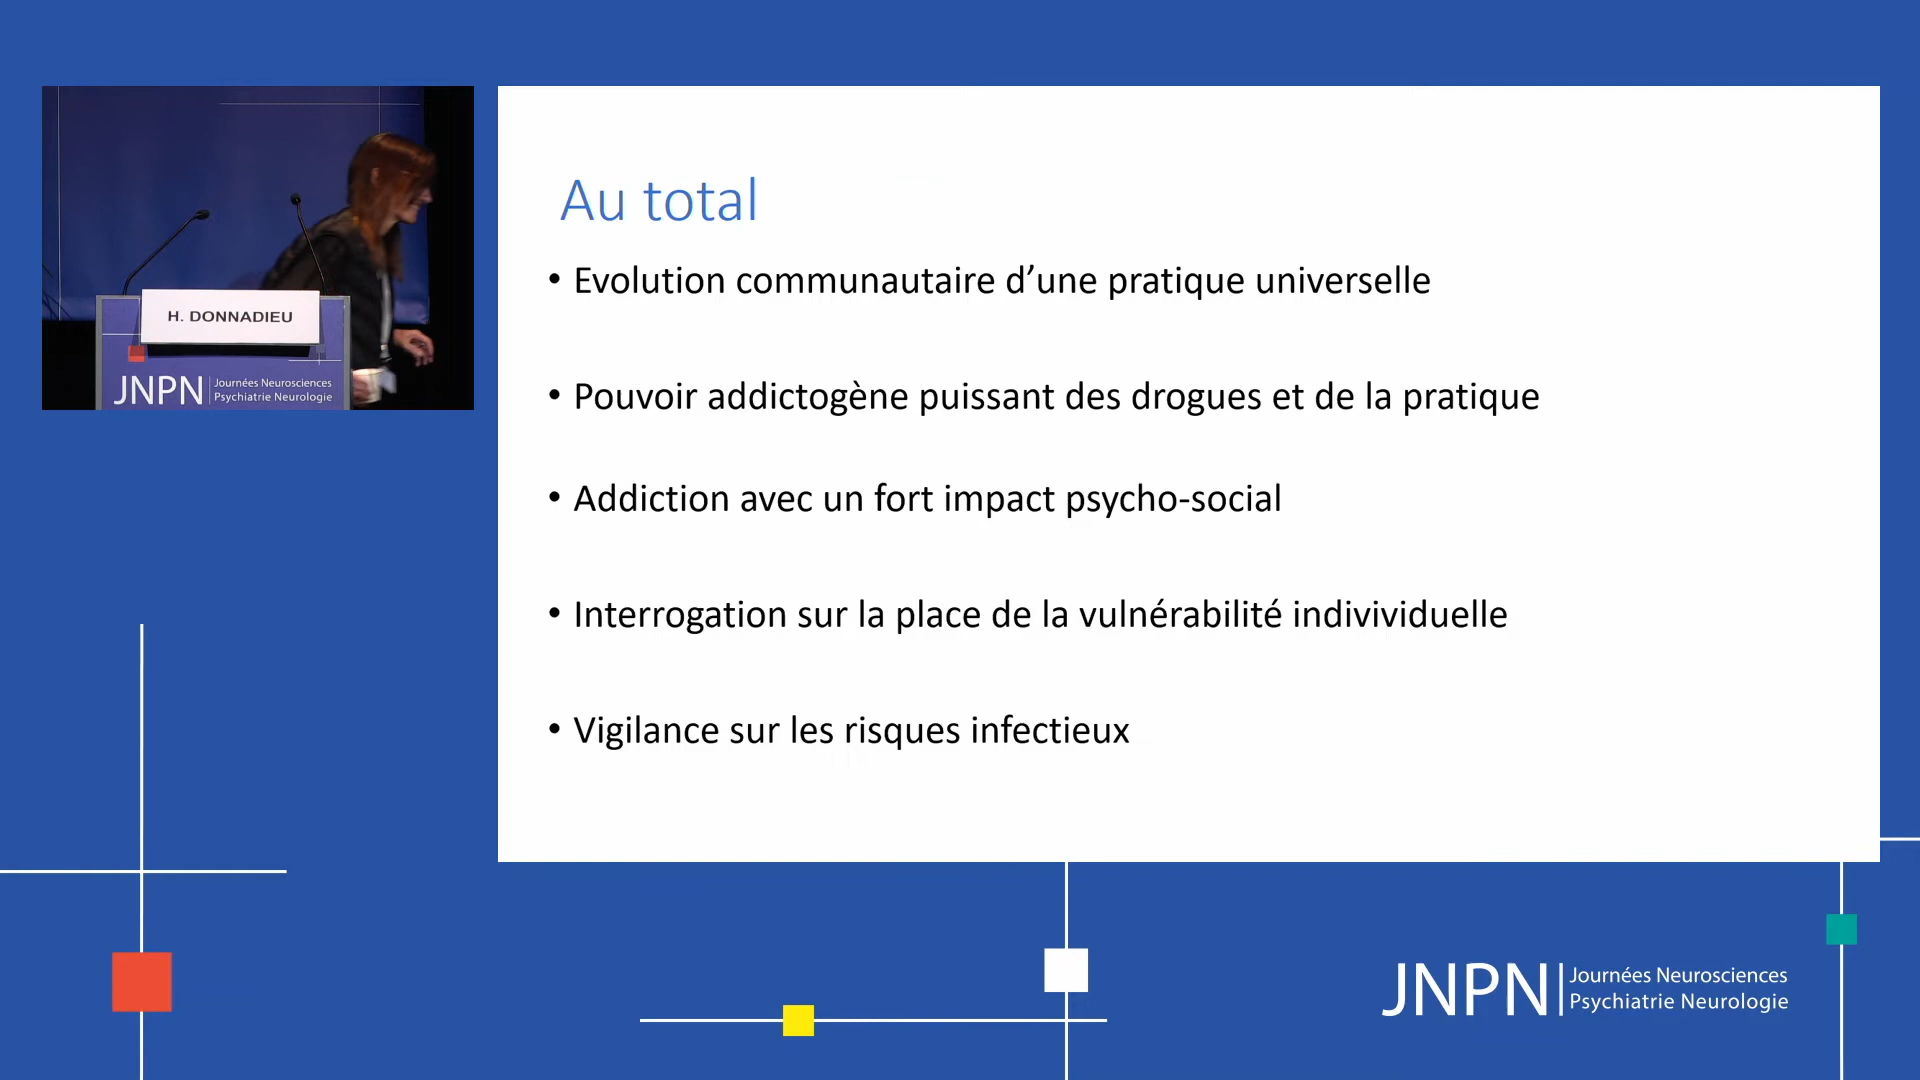 H. DONNADIEU
JNPN Journées Neurosciences
Psychiatrie Neurologie
Au total
• Evolution communautaire d’une pratique universelle
• Pouvoir addictogène puissant des drogues et de la pratique
• Addiction avec un fort impact psycho-social
• Interrogation sur la place de la vulnérabilité indivividuelle
• Vigilance sur les risques infectieux
JNPN Journées Neurosciences
Psychiatrie Neurologie